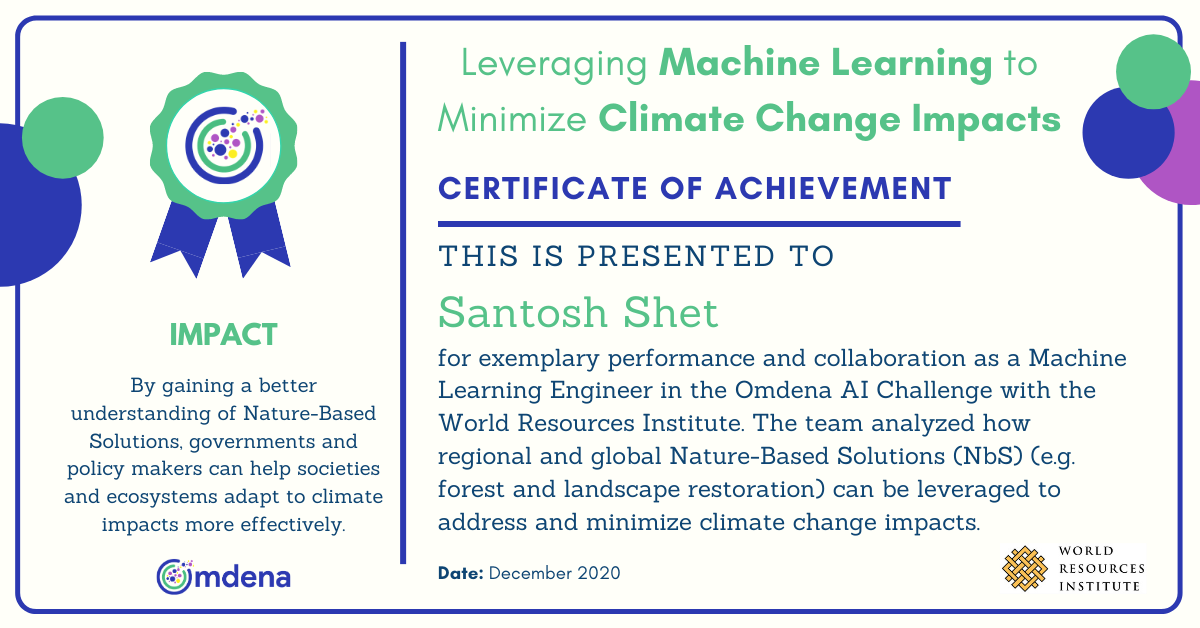 Leveraging Machine Learning to
Minimize Climate Change Impacts
CERTIFICATE OF ACHIEVEMENT
THIS IS PRESENTED TO
Santosh Shet
for exemplary performance and collaboration as a Machine
Learning Engineer in the Omdena AI Challenge with the
World Resources Institute. The team analyzed how
regional and global Nature-Based Solutions (NbS) (e.g.
forest and landscape restoration) can be leveraged to
address and minimize climate change impacts.
Date: December 2020
IMPACT
By gaining a better
understanding of Nature-Based
Solutions, governments and
policy makers can help societies
and ecosystems adapt to climate
impacts more effectively.
Omdena
WORLD
RESOURCES
INSTITUTE